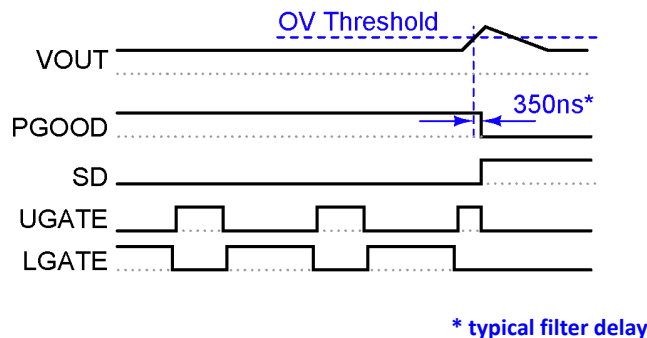 OV Threshold
VOUT
350ns*
PGOOD
SD
UGATE
LGATE
* typical filter delay